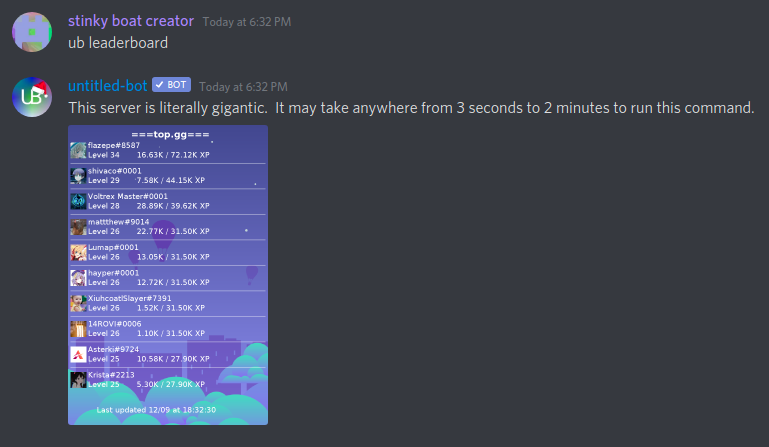 stinky boat creator Today at 6:32 PM
ub leaderboard
UB
untitled-bot BOT Today at 6:32 PM
This server is literally gigantic. It may take anywhere from 3 seconds to 2 minutes to run this command.
===top.gg===
flazepe#8587
Level 34 16.63K / 72.12K XP
shivaco#0001
Level 29 7.58K / 44.15K XP
Voltrex Master#0001
Level 28 28.89K / 39.62K XP
mattthew#9014
Level 26 22.77K / 31.50K XP
Lumap#0001
Level 26 13.05K / 31.50K XP
hayper#0001
Level 26 12.72K / 31.50K XP
XiuhcoatlSlayer#7391
Level 26 1.52K / 31.50K XP
14ROVI#0006
Level 26 1.10K / 31.50K XP
Asterki#9724
Level 25 10.58K / 27.90K XP
Krista#2213
Level 25 5.30K / 27.90K XP
Last updated 12/09 at 18:32:30